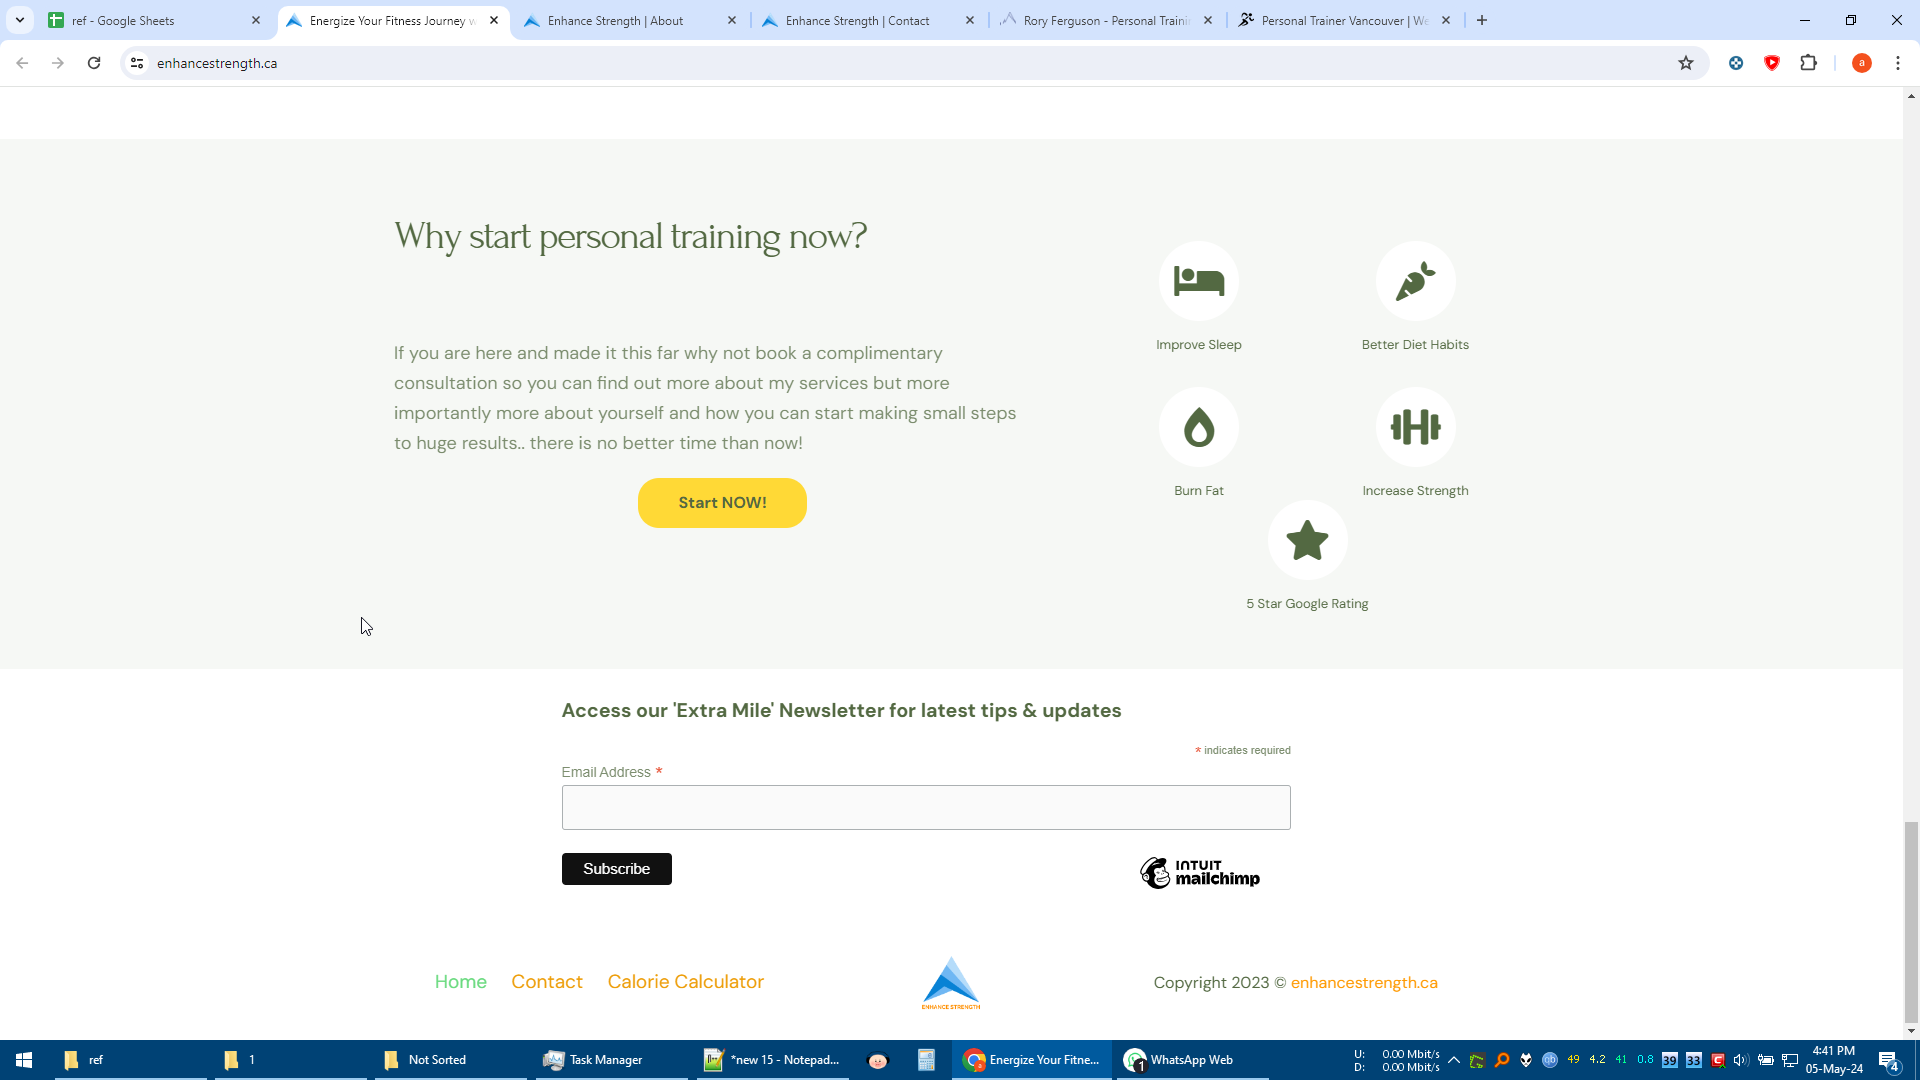 ref - Google Sheets
Energize Your Fitness Journey w
Enhance Strength | About
Enhance Strength | Contact
Rory Ferguson - Personal Traini
Personal Trainer Vancouver | We
enhancestrength.ca
a
Why start personal training now?
If you are here and made it this far why not book a complimentary
consultation so you can find out more about my services but more
importantly more about yourself and how you can start making small steps
to huge results.. there is no better time than now!
Start NOW!
Improve Sleep
Better Diet Habits
Burn Fat
Increase Strength
5 Star Google Rating
Access our 'Extra Mile' Newsletter for latest tips & updates
* indicates required
Email Address *
Subscribe
INTUIT
mailchimp
Home
Contact
Calorie Calculator
ENHANCE STRENGTH
Copyright 2023 © enhancestrength.ca
ref
1
Not Sorted
Task Manager
*new 15 - Notepad...
Energize Your Fitne...
1
WhatsApp Web
U: 0.00 Mbit/s
D: 0.00 Mbit/s
qb
49
4.2
41
0.8
39
33
4:41 PM
05-May-24
4